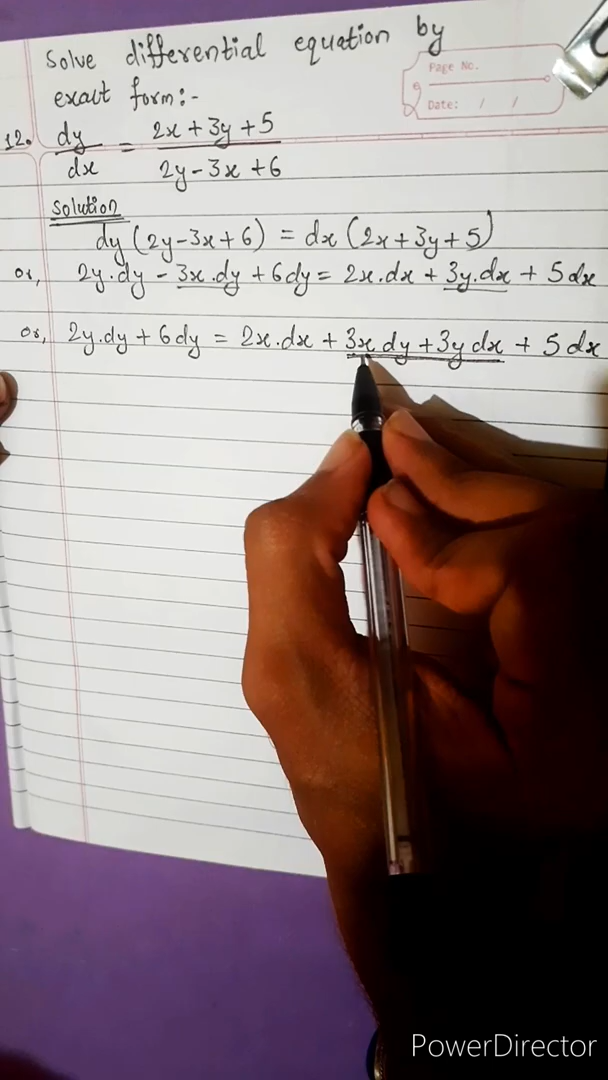 Solve differential equation by
exact form:-
Page No.
Date: / /
12. dy/dx = 2x + 3y + 5 / 2y - 3x + 6
Solution
dy (2y-3x+6) = dx (2x+3y+5)
or, 2y.dy - 3x.dy + 6dy = 2x.dx + 3y.dx + 5dx
or, 2y.dy + 6dy = 2x.dx + 3x.dy + 3y dx + 5dx
PowerDirector